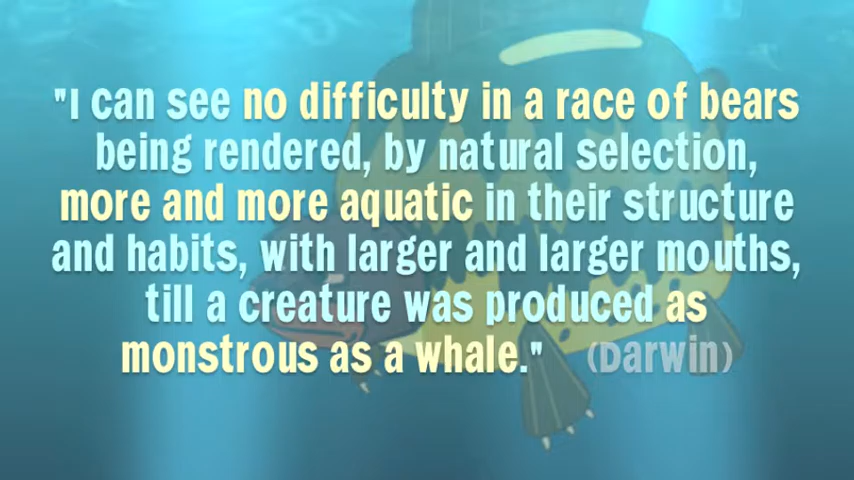 "I can see no difficulty in a race of bears
being rendered, by natural selection,
more and more aquatic in their structure
and habits, with larger and larger mouths,
till a creature was produced as
monstrous as a whale." (Darwin)